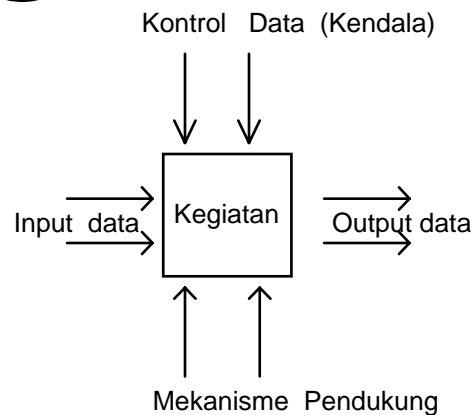 Kontrol Data (Kendala)
Input data
Kegiatan
Output data
Mekanisme Pendukung